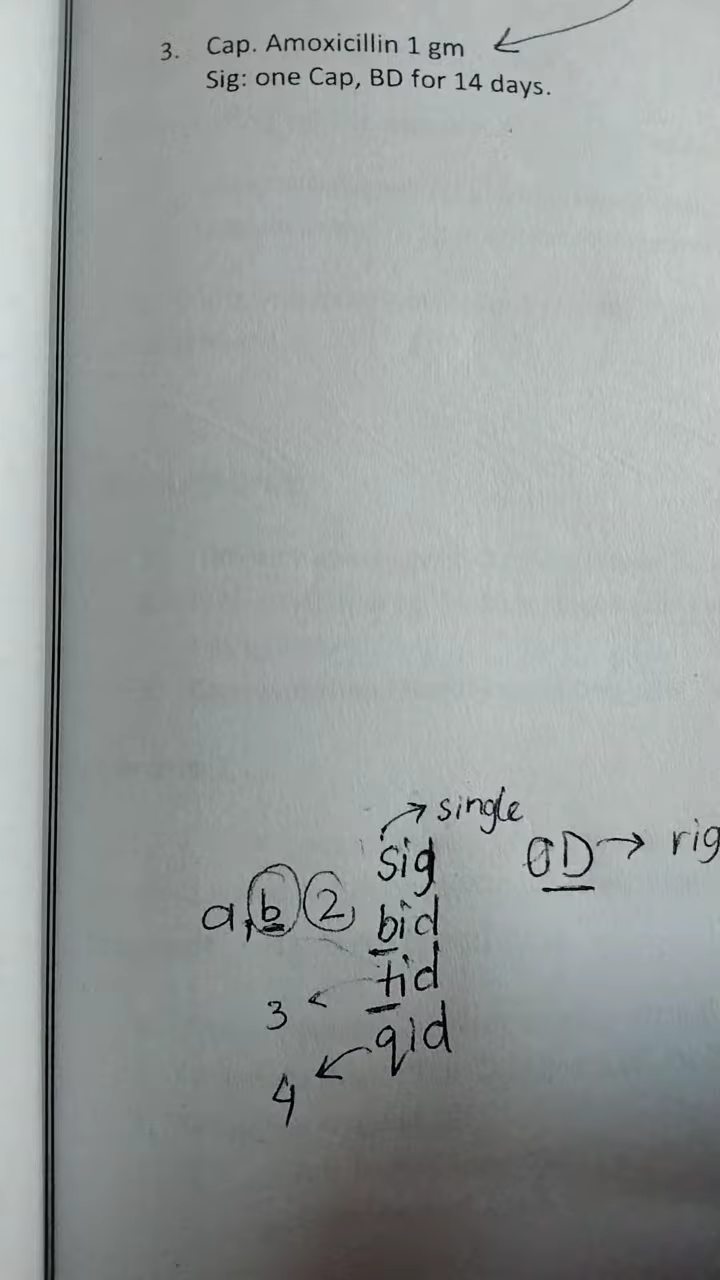 3. Cap. Amoxicillin 1 gm
Sig: one Cap, BD for 14 days.
→ single
sig
OD → rig
a, b 2, bid
3 ← tid
4 ← qid